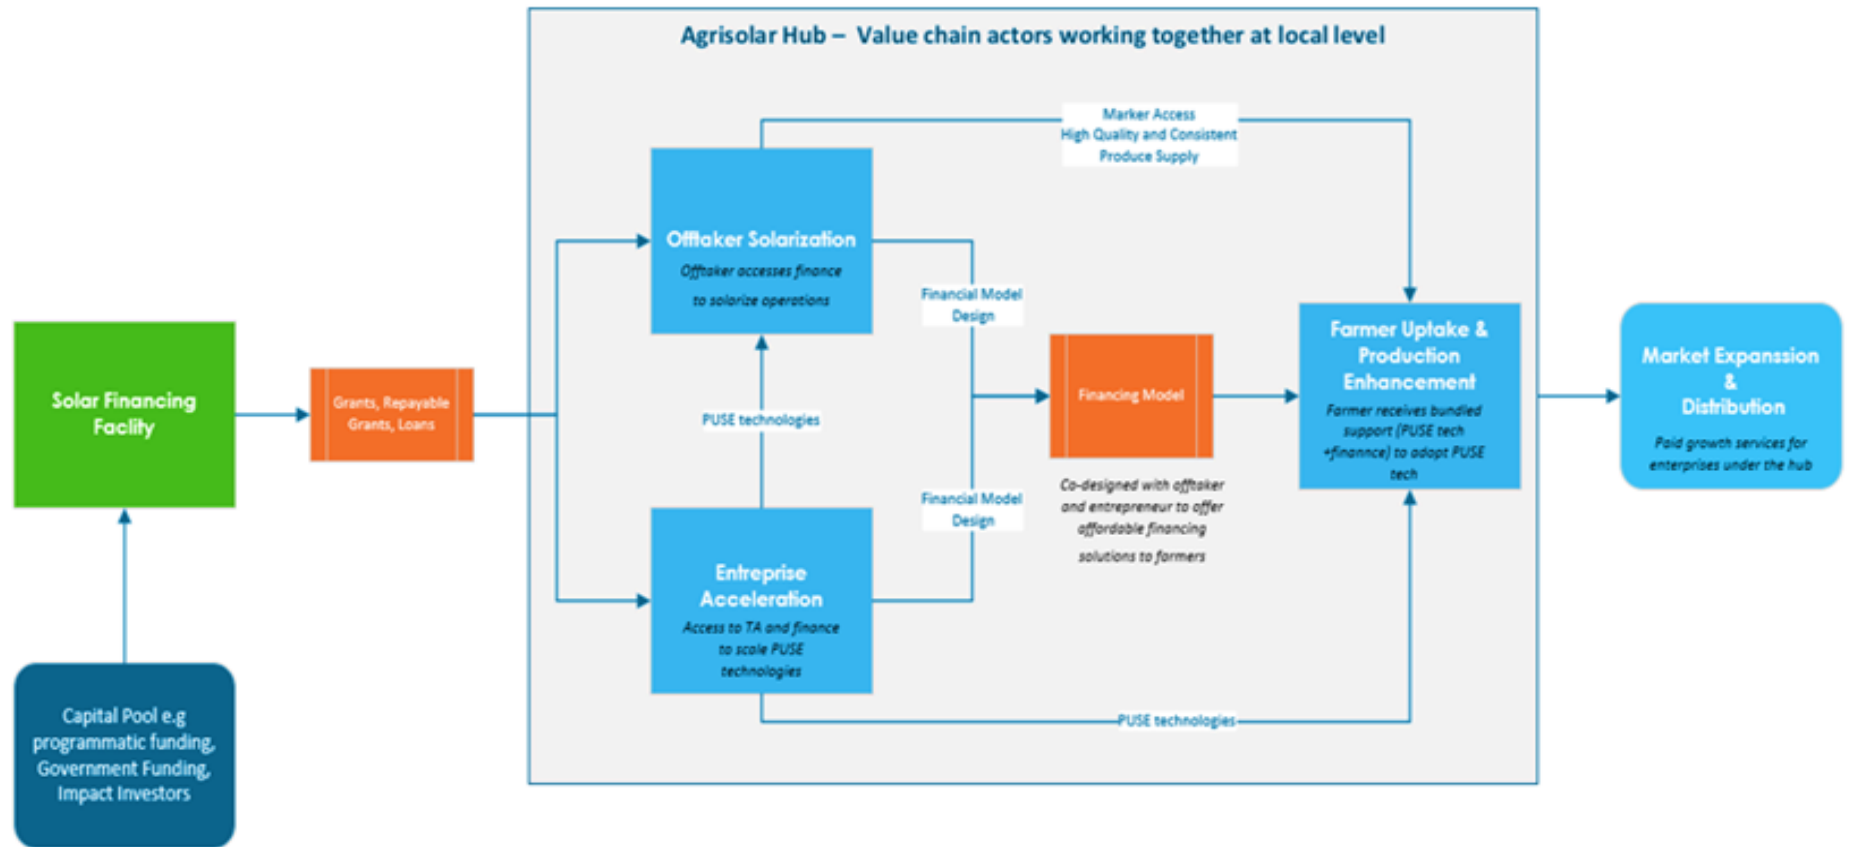 Agrisolar Hub – Value chain actors working together at local level
Marker Access
High Quality and Consistent
Produce Supply
Offtaker Solarization
Offtaker accesses finance
to solarize operations
Financial Model
Design
Solar Financing
Faclity
Grants, Repayable
Grants, Loans
PUSE technologies
Financing Model
Co-designed with offtaker
and entrepreneur to offer
affordable financing
solutions to farmers
Farmer Uptake &
Production
Enhancement
Farmer receives bundled
support (PUSE tech
+finannce) to adopt PUSE
tech
Market Expanssion
&
Distribution
Paid growth services for
enterprises under the hub
Financial Model
Design
Entreprise
Acceleration
Access to TA and finance
to scale PUSE
technologies
PUSE technologies
Capital Pool e.g
programmatic funding,
Government Funding,
Impact Investors